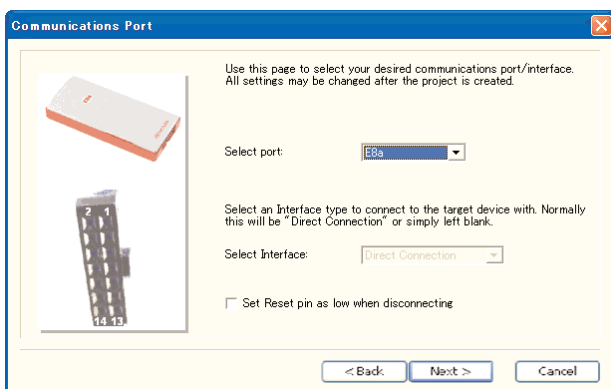 Communications Port
Use this page to select your desired communications port/interface.
All settings may be changed after the project is created.
Select port:
E8a
Select an Interface type to connect to the target device with. Normally
this will be "Direct Connection" or simply left blank.
Select Interface:
Direct Connection
Set Reset pin as low when disconnecting
2 1
14 13
< Back
Next >
Cancel